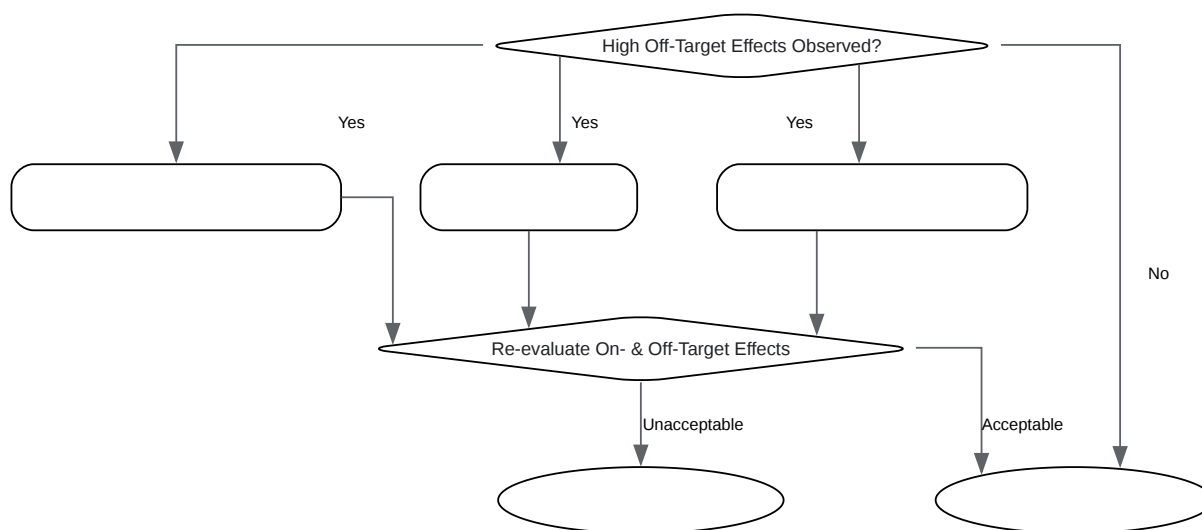 High Off-Target Effects Observed?
Yes
Yes
Yes
No
Re-evaluate On- & Off-Target Effects
Unacceptable
Acceptable